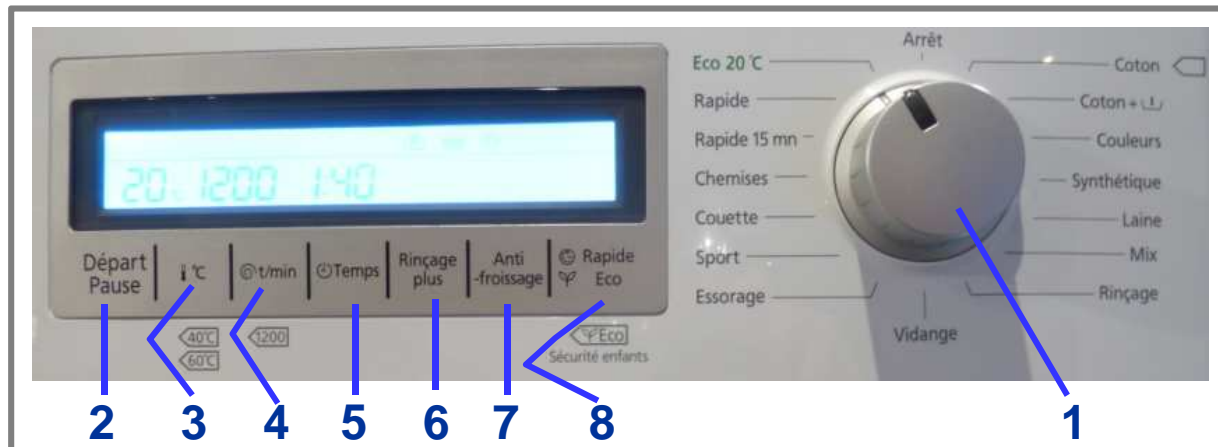 Arrêt
Eco 20 °C
Coton
Rapide
Coton +
Rapide 15 mn
Couleurs
Chemises
Synthétique
Couette
Laine
Sport
Mix
Essorage
Rinçage
Vidange
20 °C 1200 1:40
Départ
Pause
°C
t/min
Temps
Rinçage
plus
Anti
-froissage
Rapide
Eco
40°C
60°C
1200
Eco
Sécurité enfants
2 3 4 5 6 7 8 1